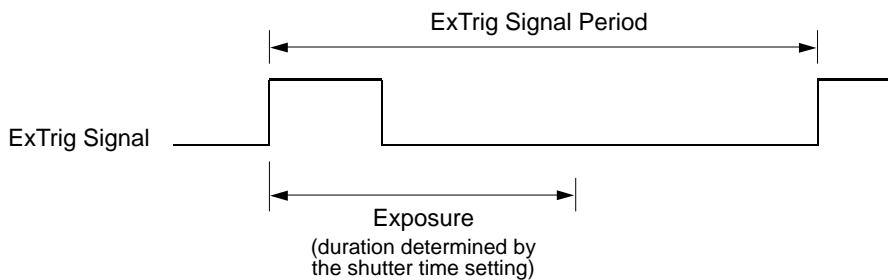 ExTrig Signal Period
ExTrig Signal
Exposure
(duration determined by
the shutter time setting)